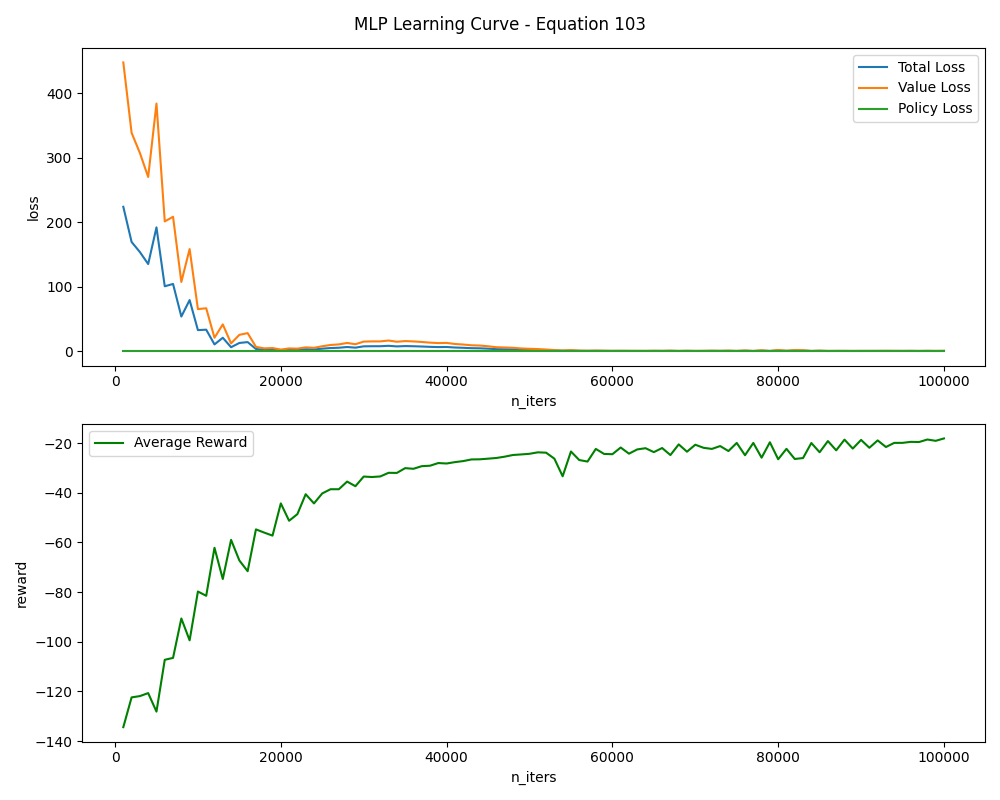 MLP Learning Curve - Equation 103
400
300
200
100
0
loss
Total Loss
Value Loss
Policy Loss
0 20000 40000 60000 80000 100000
n_iters
−20
−40
−60
−80
−100
−120
−140
reward
Average Reward
0 20000 40000 60000 80000 100000
n_iters